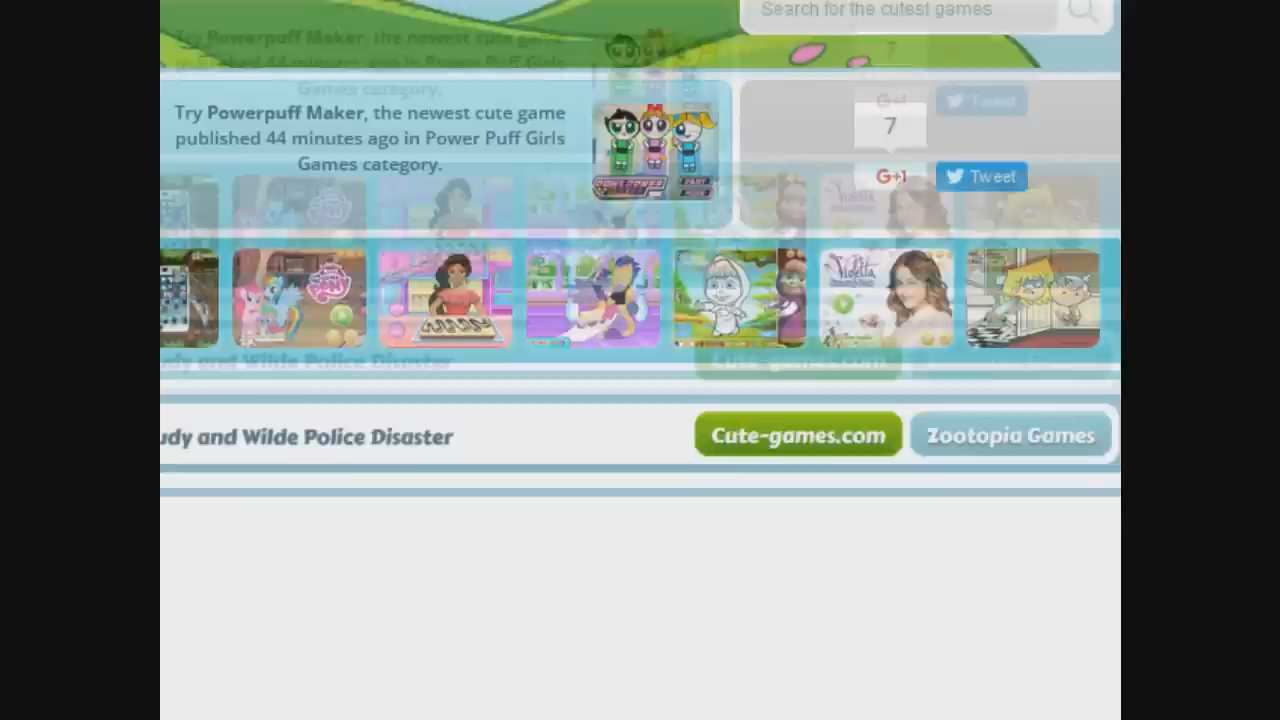 Search for the cutest games
Try Powerpuff Maker, the newest cute game
published 44 minutes ago in Power Puff Girls
Games category.
7
G+1
Tweet
Violetta
udy and Wilde Police Disaster
Cute-games.com
Zootopia Games